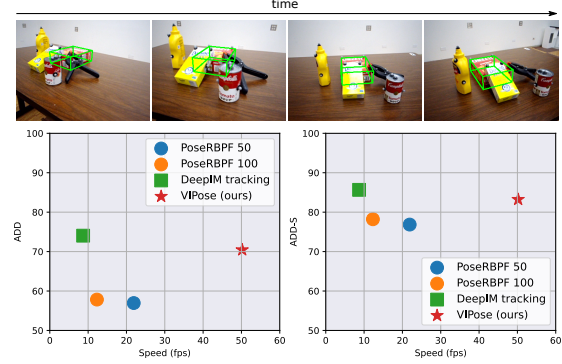 time
100
90
80
70
60
50
ADD
0
10
20
30
40
50
60
Speed (fps)
PoseRBPF 50
PoseRBPF 100
DeepIM tracking
VIPose (ours)
100
90
80
70
60
50
ADD-S
0
10
20
30
40
50
60
Speed (fps)
PoseRBPF 50
PoseRBPF 100
DeepIM tracking
VIPose (ours)